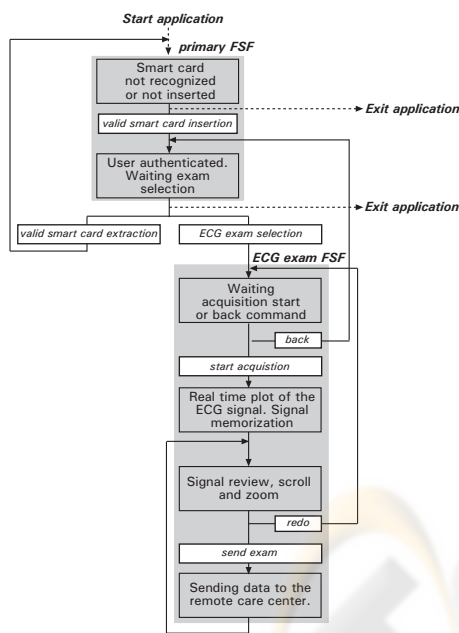 Start application
primary FSF
Smart card
not recognized
or not inserted
Exit application
valid smart card insertion
User authenticated.
Waiting exam
selection
Exit application
valid smart card extraction
ECG exam selection
ECG exam FSF
Waiting
acquisition start
or back command
back
start acquistion
Real time plot of the
ECG signal. Signal
memorization
Signal review, scroll
and zoom
redo
send exam
Sending data to the
remote care center.